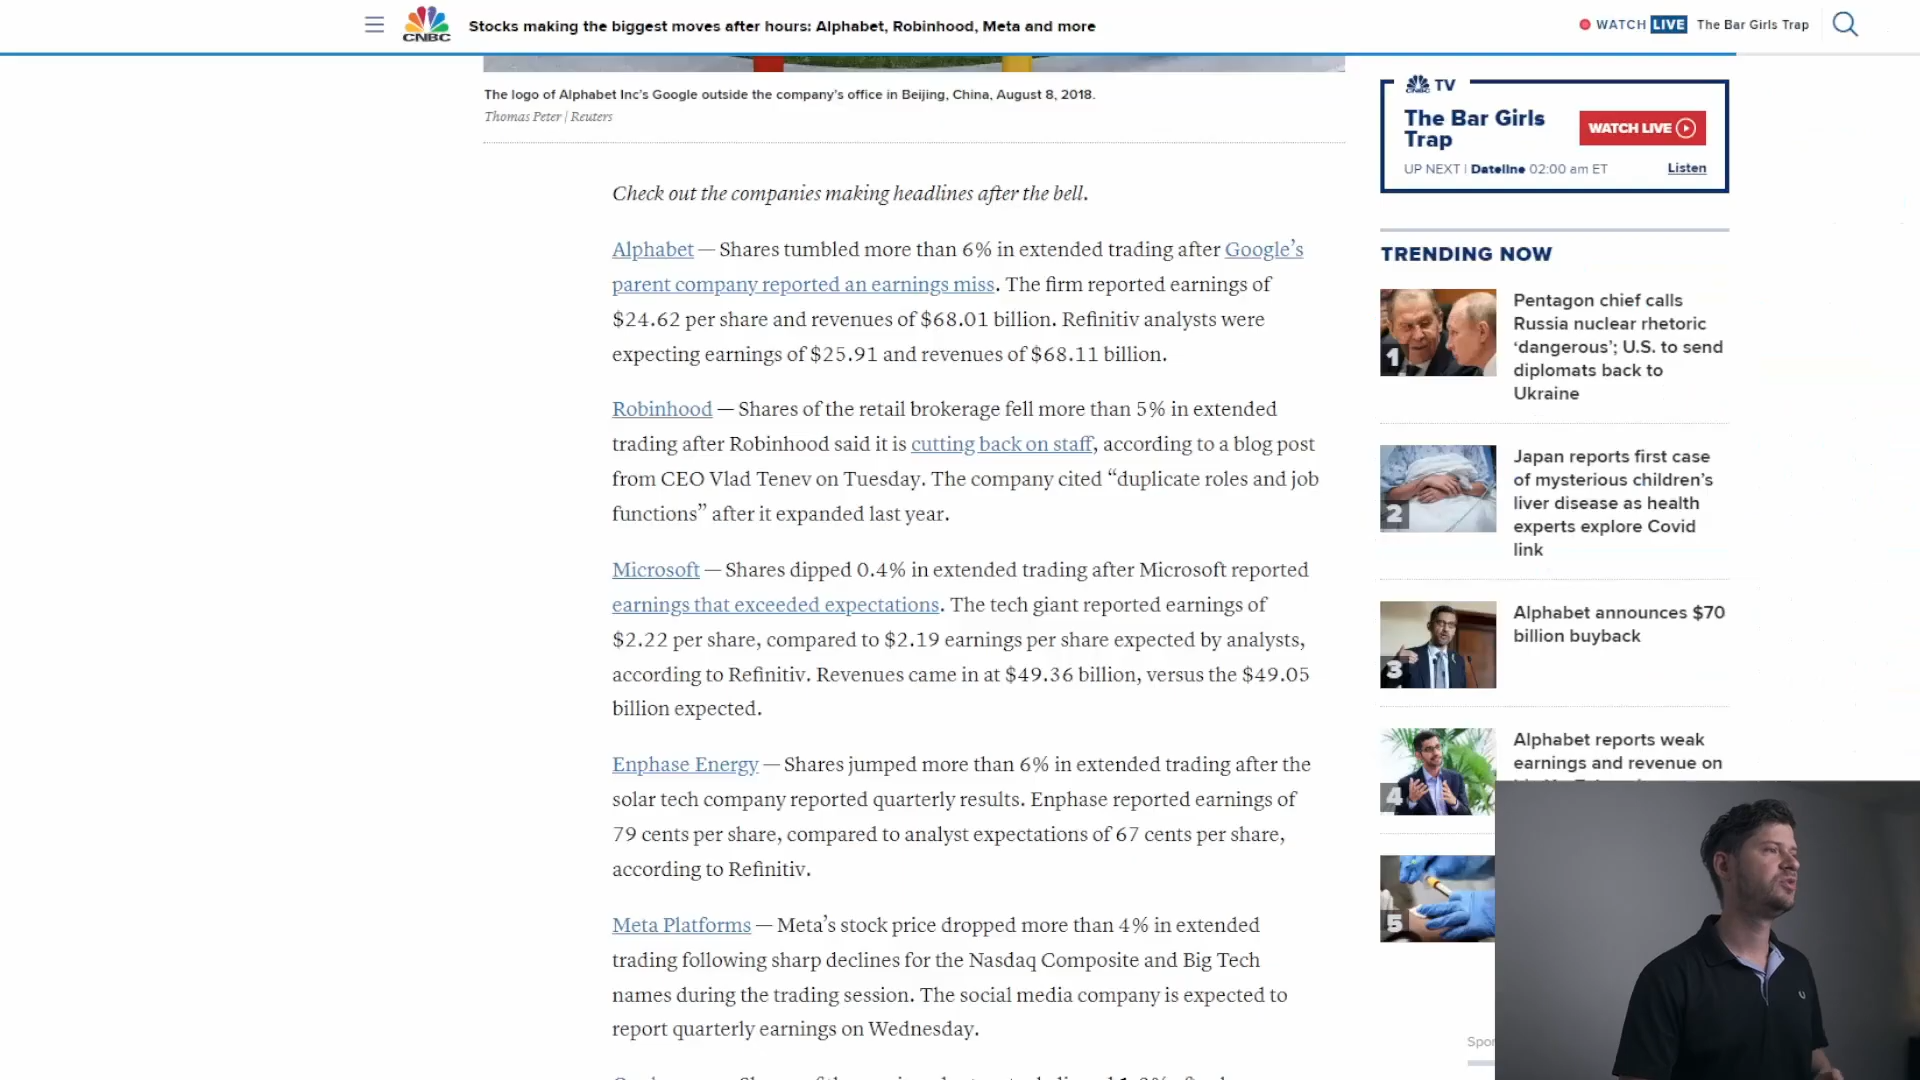 CNBC
Stocks making the biggest moves after hours: Alphabet, Robinhood, Meta and more
WATCH LIVE The Bar Girls Trap
The logo of Alphabet Inc's Google outside the company's office in Beijing, China, August 8, 2018.
Thomas Peter | Reuters
Check out the companies making headlines after the bell.
Alphabet — Shares tumbled more than 6% in extended trading after Google’s
parent company reported an earnings miss. The firm reported earnings of
$24.62 per share and revenues of $68.01 billion. Refinitiv analysts were
expecting earnings of $25.91 and revenues of $68.11 billion.
Robinhood — Shares of the retail brokerage fell more than 5% in extended
trading after Robinhood said it is cutting back on staff, according to a blog post
from CEO Vlad Tenev on Tuesday. The company cited “duplicate roles and job
functions” after it expanded last year.
Microsoft — Shares dipped 0.4% in extended trading after Microsoft reported
earnings that exceeded expectations. The tech giant reported earnings of
$2.22 per share, compared to $2.19 earnings per share expected by analysts,
according to Refinitiv. Revenues came in at $49.36 billion, versus the $49.05
billion expected.
Enphase Energy — Shares jumped more than 6% in extended trading after the
solar tech company reported quarterly results. Enphase reported earnings of
79 cents per share, compared to analyst expectations of 67 cents per share,
according to Refinitiv.
Meta Platforms — Meta’s stock price dropped more than 4% in extended
trading following sharp declines for the Nasdaq Composite and Big Tech
names during the trading session. The social media company is expected to
report quarterly earnings on Wednesday.
TV
The Bar Girls
Trap
WATCH LIVE
UP NEXT | Dateline 02:00 am ET
Listen
TRENDING NOW
1
Pentagon chief calls
Russia nuclear rhetoric
‘dangerous’; U.S. to send
diplomats back to
Ukraine
2
Japan reports first case
of mysterious children’s
liver disease as health
experts explore Covid
link
3
Alphabet announces $70
billion buyback
4
Alphabet reports weak
earnings and revenue on
5